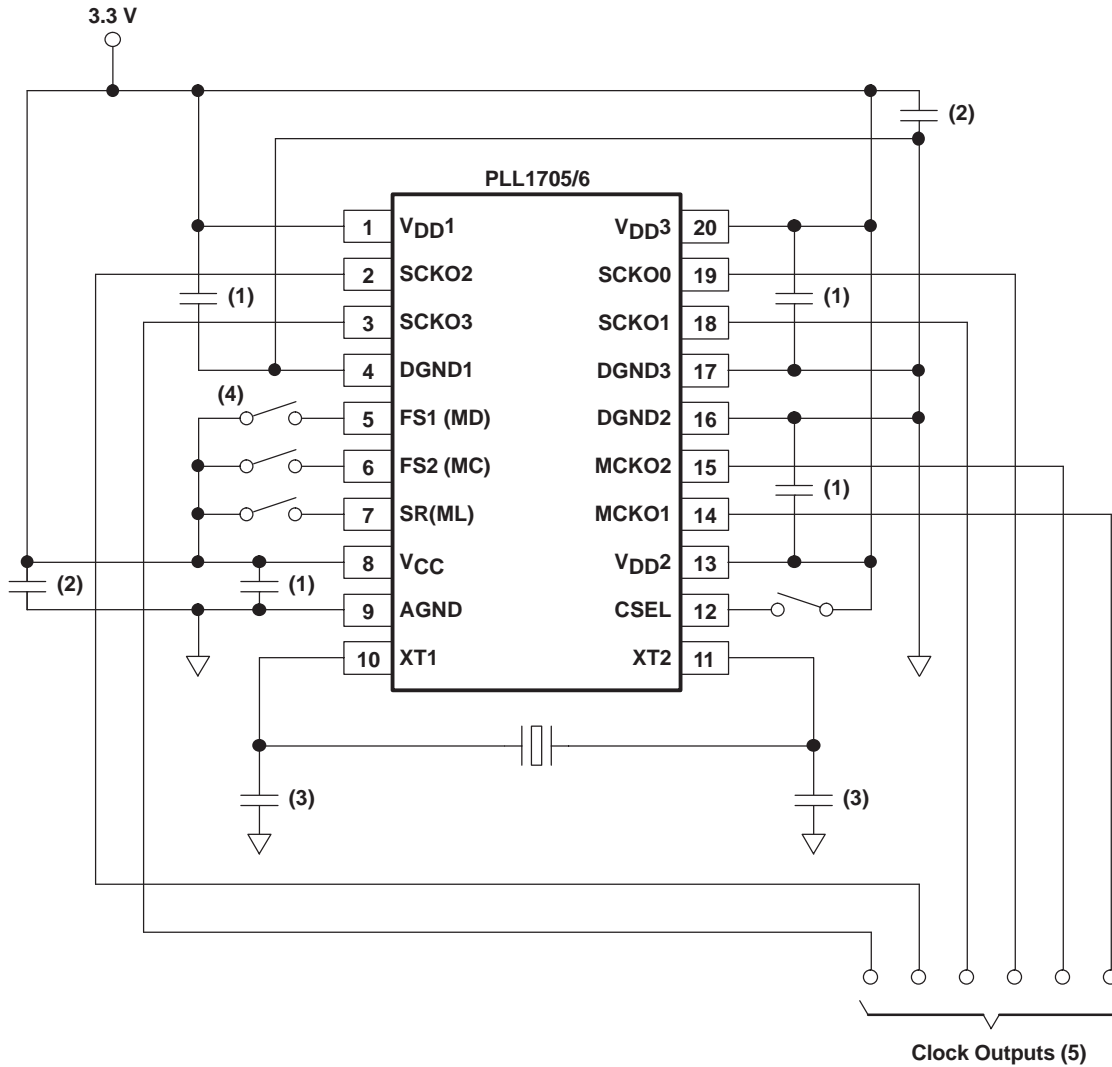 3.3 V
(2)
PLL1705/6
1 VDD1 VDD3 20
2 SCKO2 SCKO0 19
(1) (1)
3 SCKO3 SCKO1 18
4 DGND1 DGND3 17
(4)
5 FS1 (MD) DGND2 16
6 FS2 (MC) MCKO2 15
(1)
7 SR(ML) MCKO1 14
8 VCC VDD2 13
(2) (1)
9 AGND CSEL 12
10 XT1 XT2 11
(3) (3)
Clock Outputs (5)